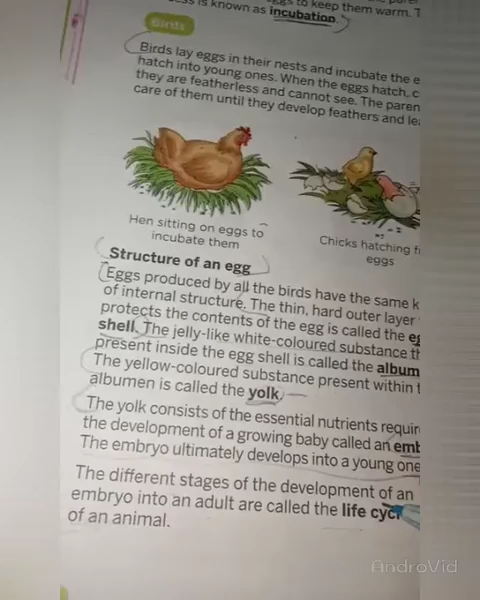 is known as incubation.
to keep them warm.
Birds
Birds lay eggs in their nests and incubate the
hatch into young ones. When the eggs hatch,
they are featherless and cannot see. The
care of them until they develop feathers and
Hen sitting on eggs to
incubate them
Chicks hatching
eggs
Structure of an egg
Eggs produced by all the birds have the same
of internal structure. The thin, hard outer layer
protects the contents of the egg is called the
shell. The jelly-like white-coloured substance
present inside the egg shell is called the
The yellow-coloured substance present within
albumen is called the yolk.
The yolk consists of the essential nutrients
the development of a growing baby called an
The embryo ultimately develops into a young one
The different stages of the development of an
embryo into an adult are called the life
of an animal.
AndroVid